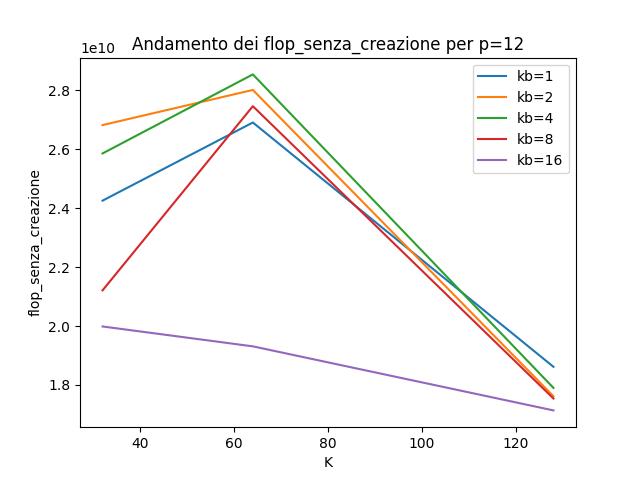 Andamento dei flop_senza_creazione per p=12
1e10
2.8
2.6
2.4
2.2
2.0
1.8
flop_senza_creazione
40
60
80
100
120
K
kb=1
kb=2
kb=4
kb=8
kb=16